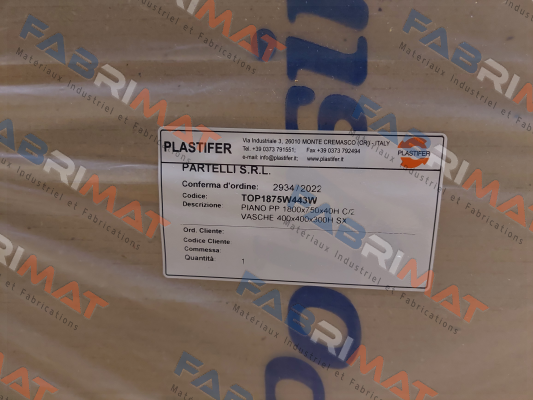 PLASTIFER
Via Industriale 3, 26010 MONTE CREMASCO (CR) - ITALY
Tel. +39 0373 791551; Fax +39 0373 792494
e-mail: info@plastifer.it; www.plastifer.it
PLASTIFER
PARTELLI S.R.L.
Conferma d'ordine: 2934/2022
Codice: TOP1875W443W
Descrizione PIANO PP 1800x750x40H C/2
VASCHE 400x400x300H SX
Ord. Cliente:
Codice Cliente
Commessa
Quantità 1
FABRIMAT
Materiaux Industriel et Fabrications